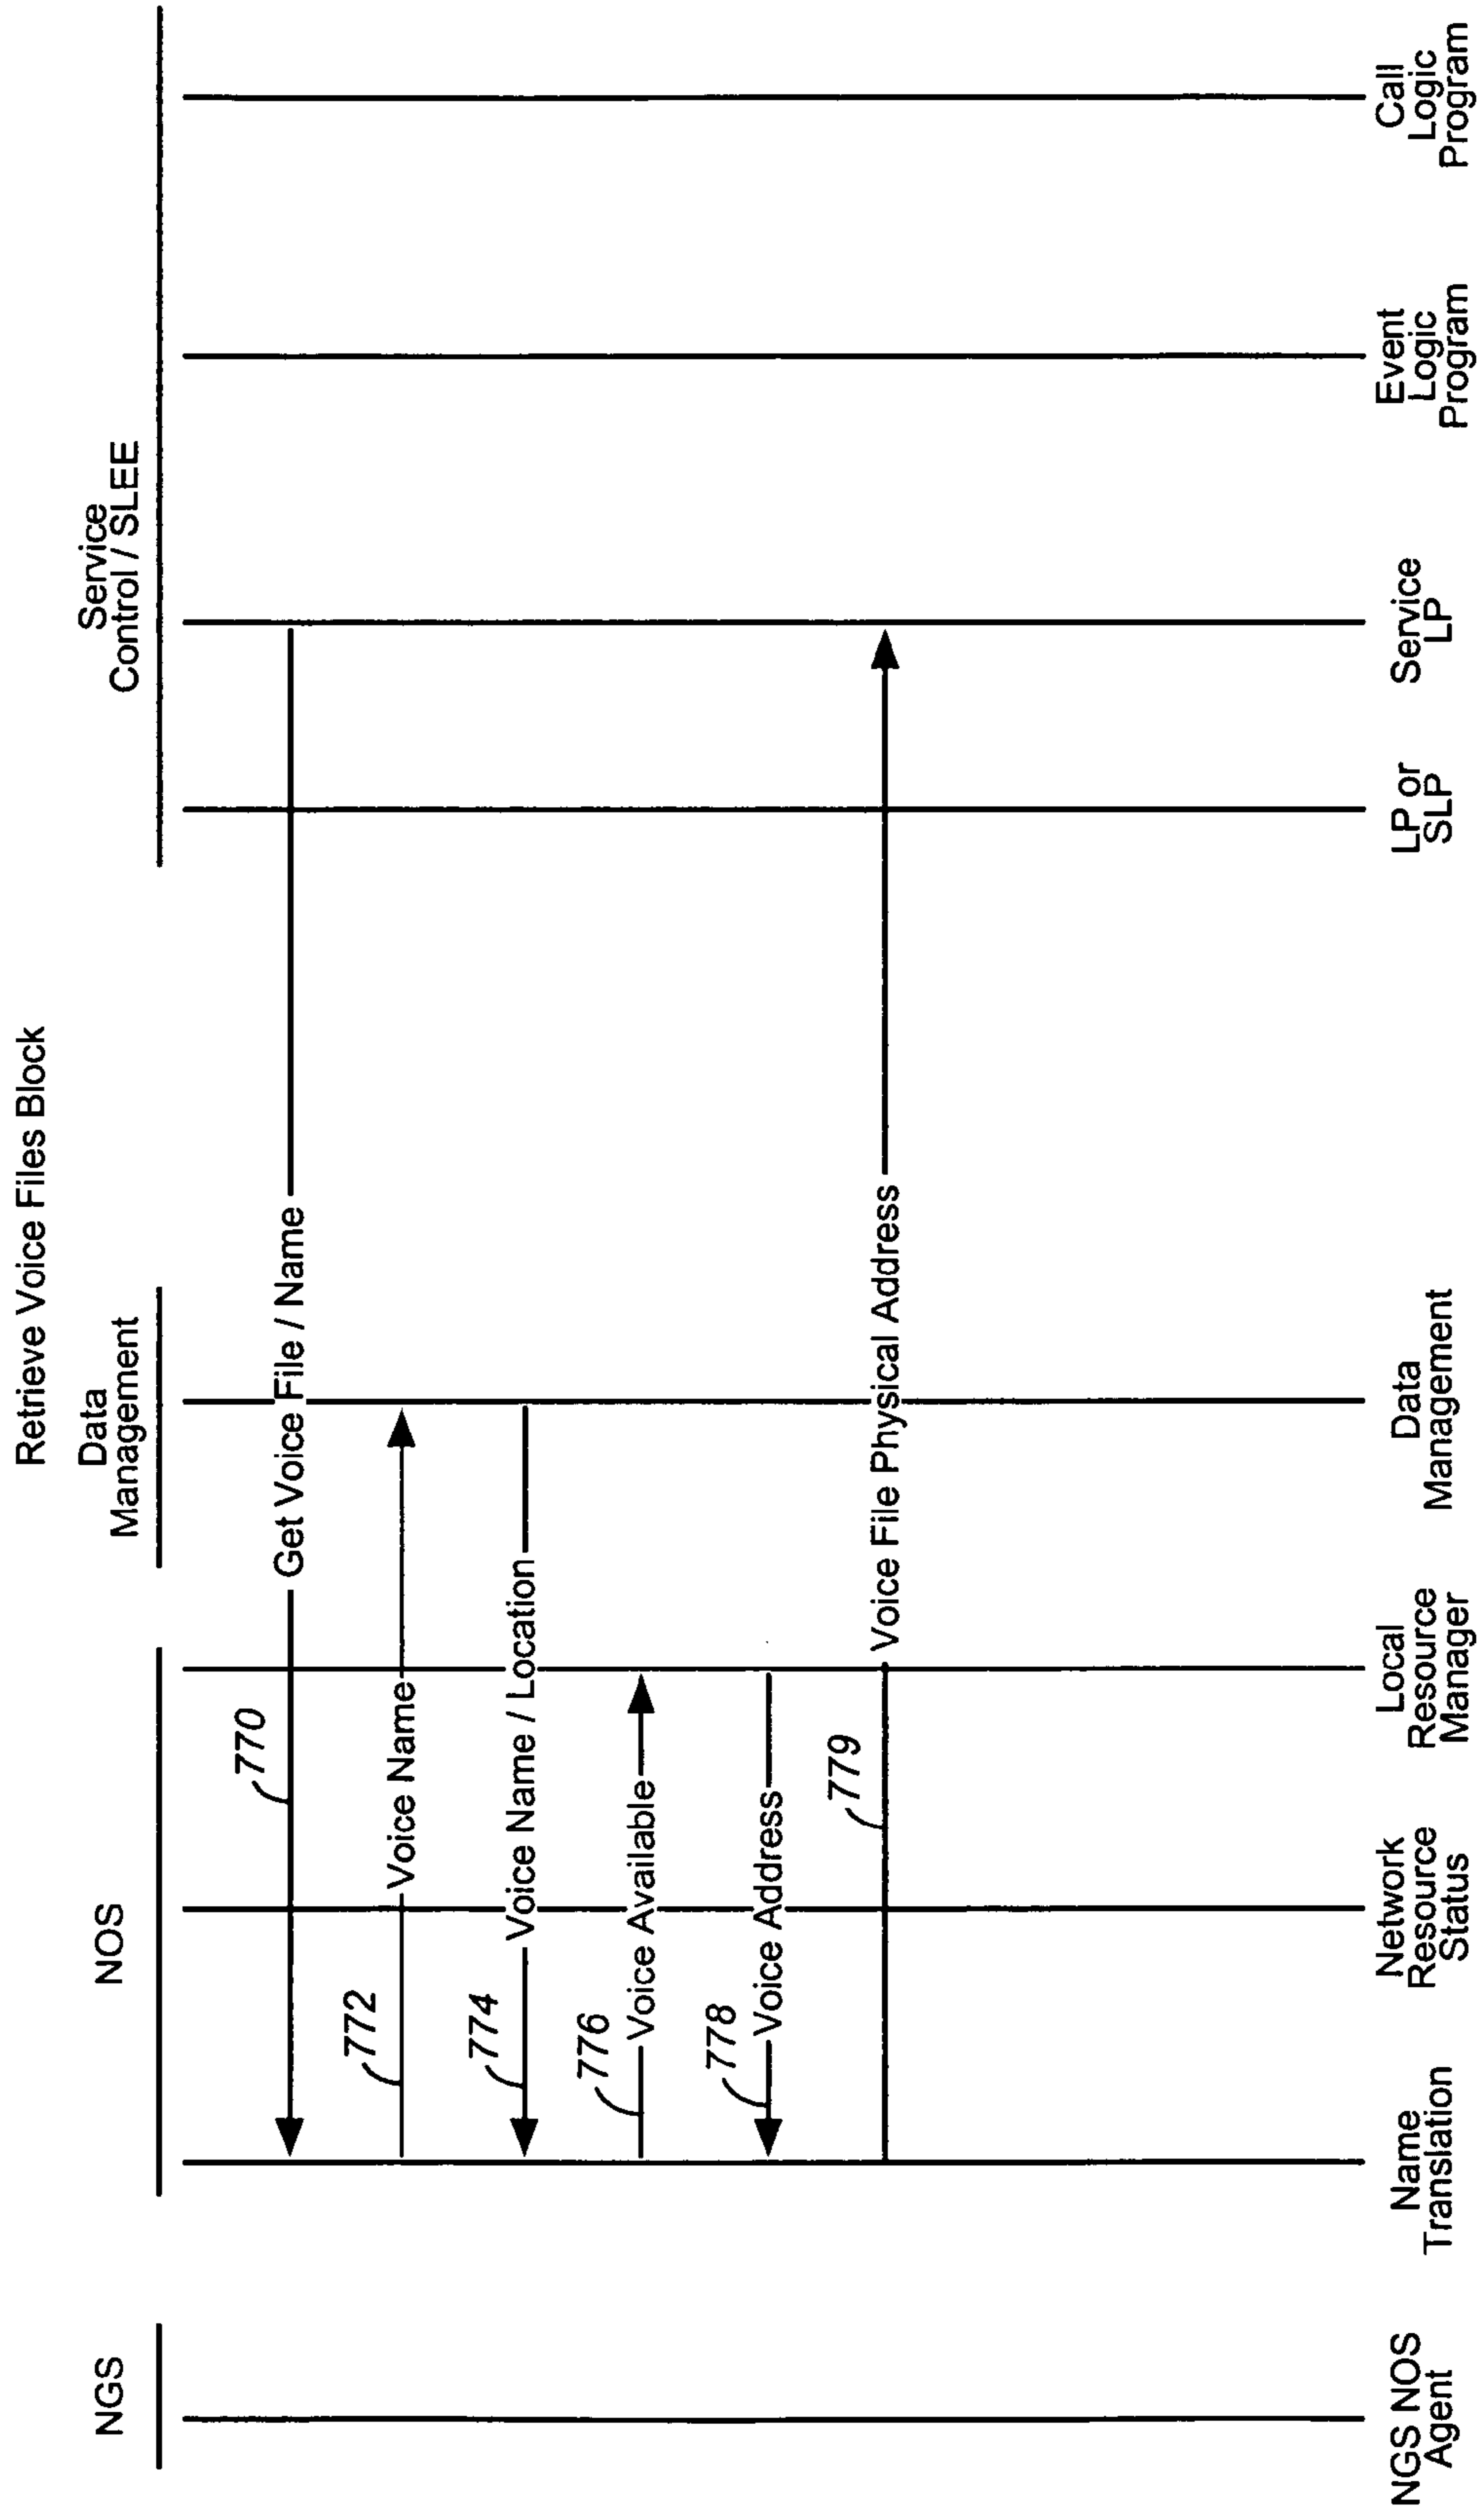 Retrieve Voice Files Block
NGS
NOS
Data
Management
Service
Control / SLEE
770
Get Voice File / Name
772
Voice Name
774
Voice Name / Location
776
Voice Available
778
Voice Address
779
Voice File Physical Address
NGS NOS
Agent
Name
Translation
Network
Resource
Status
Local
Resource
Manager
Data
Management
LP or
SLP
Service
LP
Event
Logic
Program
Call
Logic
Program